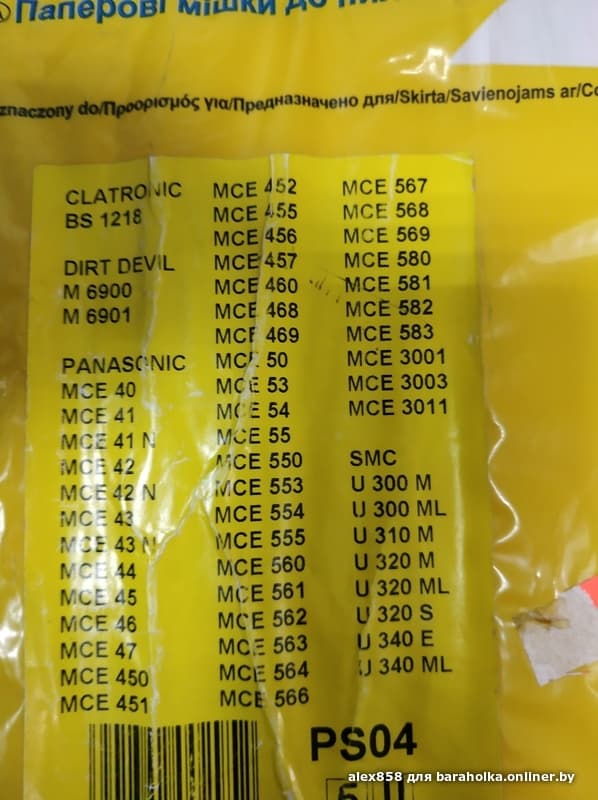 Паперові мішки до
znaczony do/Προορισμός για/Предназначено для/Skirta/Savienojams ar/Co
CLATRONIC
BS 1218
DIRT DEVIL
M 6900
M 6901
PANASONIC
MCE 40
MCE 41
MCE 41 N
MCE 42
MCE 42 N
MCE 43
MCE 43 N
MCE 44
MCE 45
MCE 46
MCE 47
MCE 450
MCE 451
MCE 452
MCE 455
MCE 456
MCE 457
MCE 460
MCE 468
MCE 469
MCE 50
MCE 53
MCE 54
MCE 55
MCE 550
MCE 553
MCE 554
MCE 555
MCE 560
MCE 561
MCE 562
MCE 563
MCE 564
MCE 566
MCE 567
MCE 568
MCE 569
MCE 580
MCE 581
MCE 582
MCE 583
MCE 3001
MCE 3003
MCE 3011
SMC
U 300 M
U 300 ML
U 310 M
U 320 M
U 320 ML
U 320 S
U 340 E
U 340 ML
PS04
alex858 для baraholka.onliner.by